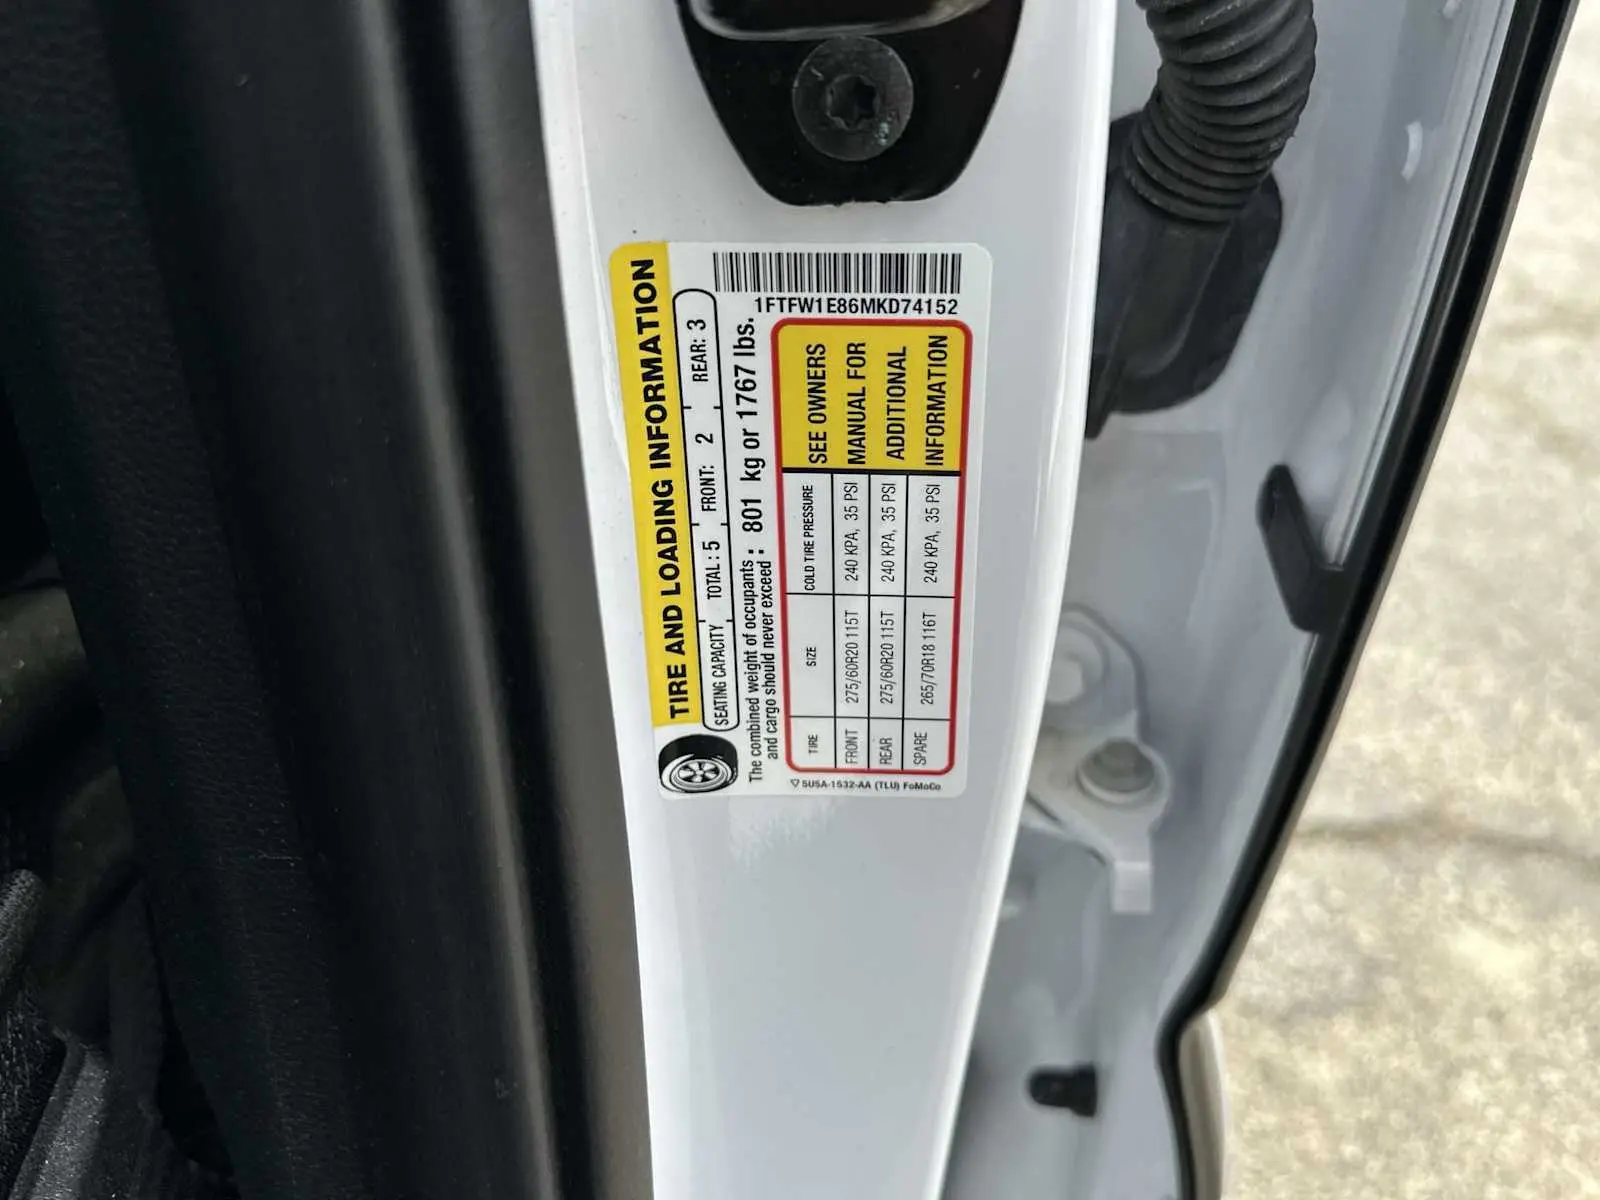 1FTFW1E86MKD74152
TIRE AND LOADING INFORMATION
SEATING CAPACITY TOTAL : 5 FRONT: 2 REAR: 3
The combined weight of occupants
and cargo should never exceed : 801 kg or 1767 lbs.
TIRE SIZE COLD TIRE PRESSURE
FRONT 275/60R20 115T 240 KPA, 35 PSI
REAR 275/60R20 115T 240 KPA, 35 PSI
SPARE 265/70R18 116T 240 KPA, 35 PSI
SEE OWNERS
MANUAL FOR
ADDITIONAL
INFORMATION
5U5A-1532-AA (TLU) FoMoCo